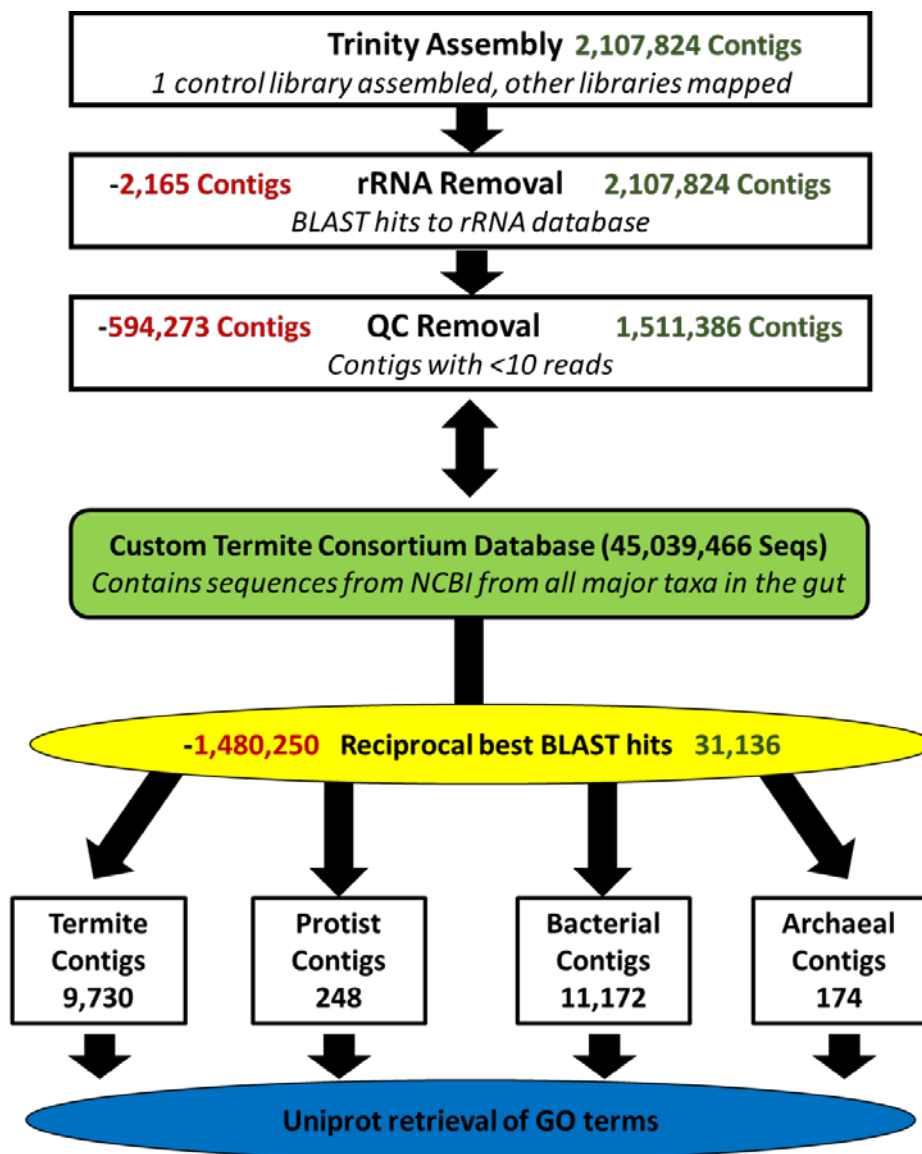 Trinity Assembly 2,107,824 Contigs
1 control library assembled, other libraries mapped
-2,165 Contigs rRNA Removal 2,107,824 Contigs
BLAST hits to rRNA database
-594,273 Contigs QC Removal 1,511,386 Contigs
Contigs with <10 reads
Custom Termite Consortium Database (45,039,466 Seqs)
Contains sequences from NCBI from all major taxa in the gut
-1,480,250 Reciprocal best BLAST hits 31,136
Termite
Contigs
9,730
Protist
Contigs
248
Bacterial
Contigs
11,172
Archaeal
Contigs
174
Uniprot retrieval of GO terms